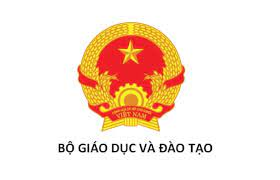 VIỆT NAM
BỘ GIÁO DỤC VÀ ĐÀO TẠO